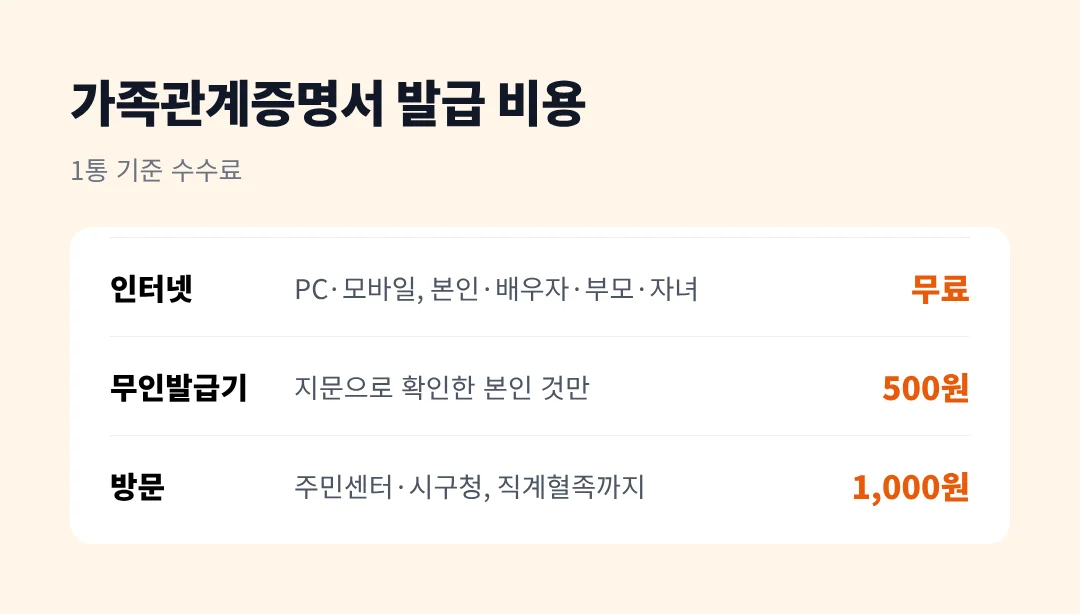 가족관계증명서 발급 비용
1통 기준 수수료
인터넷 PC·모바일, 본인·배우자·부모·자녀 무료
무인발급기 지문으로 확인한 본인 것만 500원
방문 주민센터·시구청, 직계혈족까지 1,000원